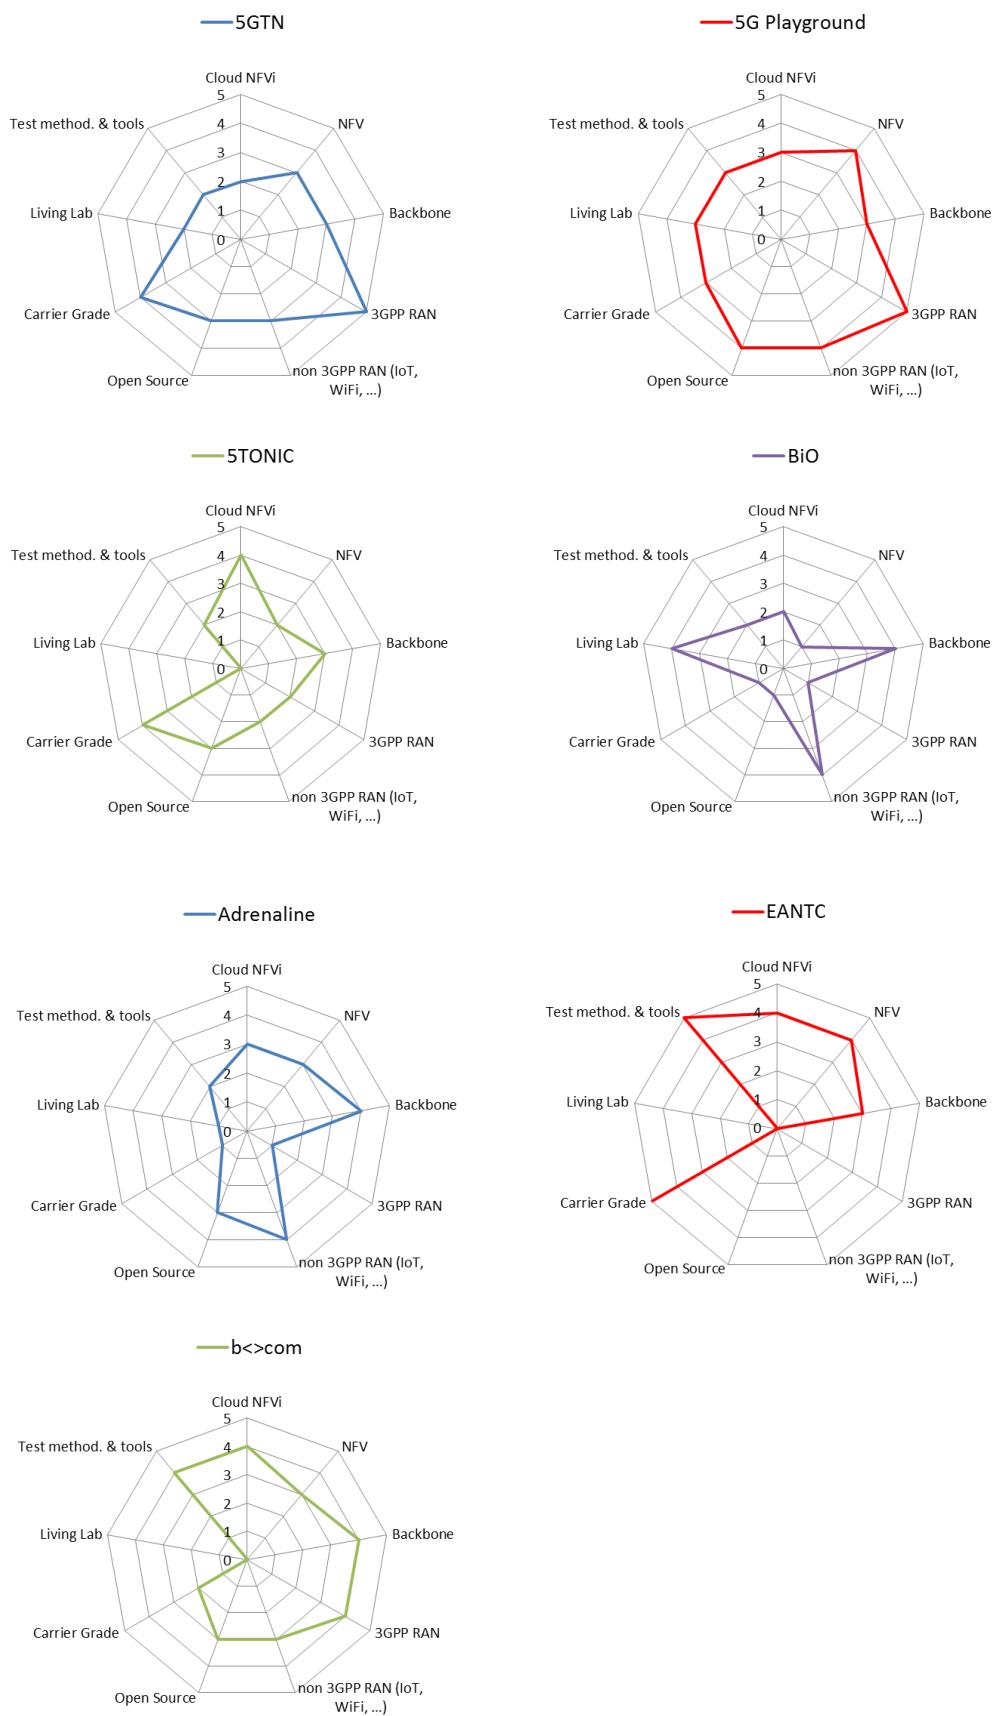 5GTN
Cloud NFVi
5
Test method. & tools
NFV
4
3
2
Living Lab
Backbone
1
0
Carrier Grade
3GPP RAN
Open Source
non 3GPP RAN (IoT,
WiFi, ...)
5G Playground
Cloud NFVi
5
Test method. & tools
NFV
4
3
2
Living Lab
Backbone
1
0
Carrier Grade
3GPP RAN
Open Source
non 3GPP RAN (IoT,
WiFi, ...)
5TONIC
Cloud NFVi
5
Test method. & tools
NFV
4
3
2
Living Lab
Backbone
1
0
Carrier Grade
3GPP RAN
Open Source
non 3GPP RAN (IoT,
WiFi, ...)
BiO
Cloud NFVi
5
Test method. & tools
NFV
4
3
2
Living Lab
Backbone
1
0
Carrier Grade
3GPP RAN
Open Source
non 3GPP RAN (IoT,
WiFi, ...)
Adrenaline
Cloud NFVi
5
Test method. & tools
NFV
4
3
2
Living Lab
Backbone
1
0
Carrier Grade
3GPP RAN
Open Source
non 3GPP RAN (IoT,
WiFi, ...)
EANTC
Cloud NFVi
5
Test method. & tools
NFV
4
3
2
Living Lab
Backbone
1
0
Carrier Grade
3GPP RAN
Open Source
non 3GPP RAN (IoT,
WiFi, ...)
b<>com
Cloud NFVi
5
Test method. & tools
NFV
4
3
2
Living Lab
Backbone
1
0
Carrier Grade
3GPP RAN
Open Source
non 3GPP RAN (IoT,
WiFi, ...)